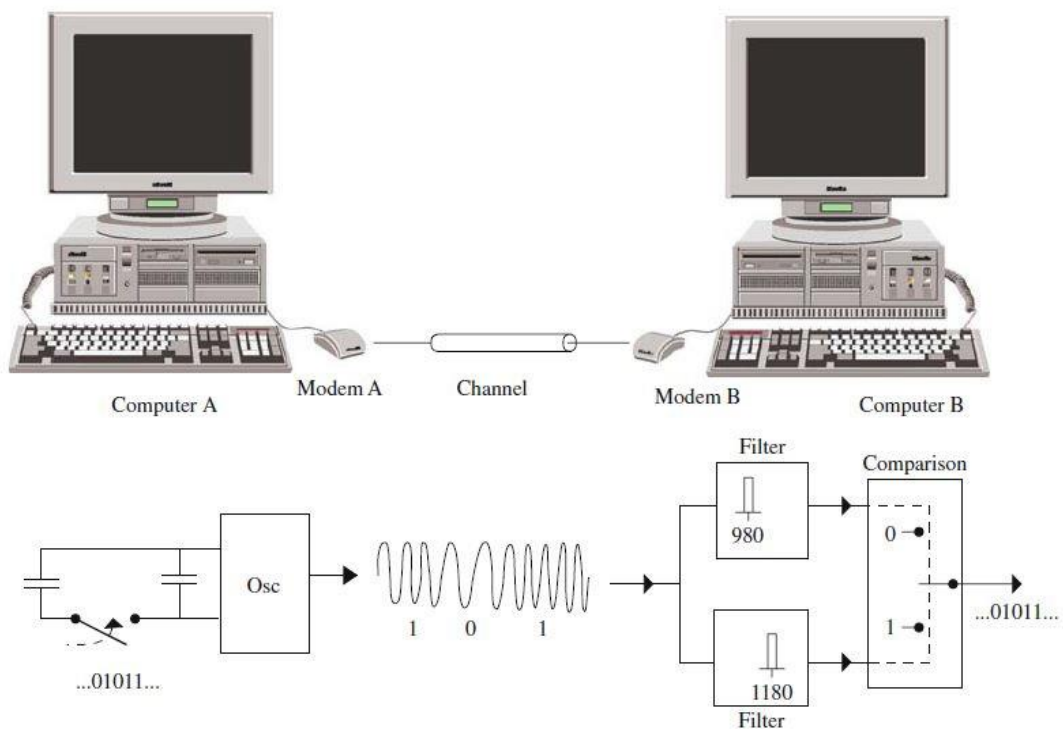 Modem A
Channel
Modem B
Computer A
Computer B
Filter
Comparison
980
0
Osc
1 0 1
1
...01011...
...01011...
1180
Filter